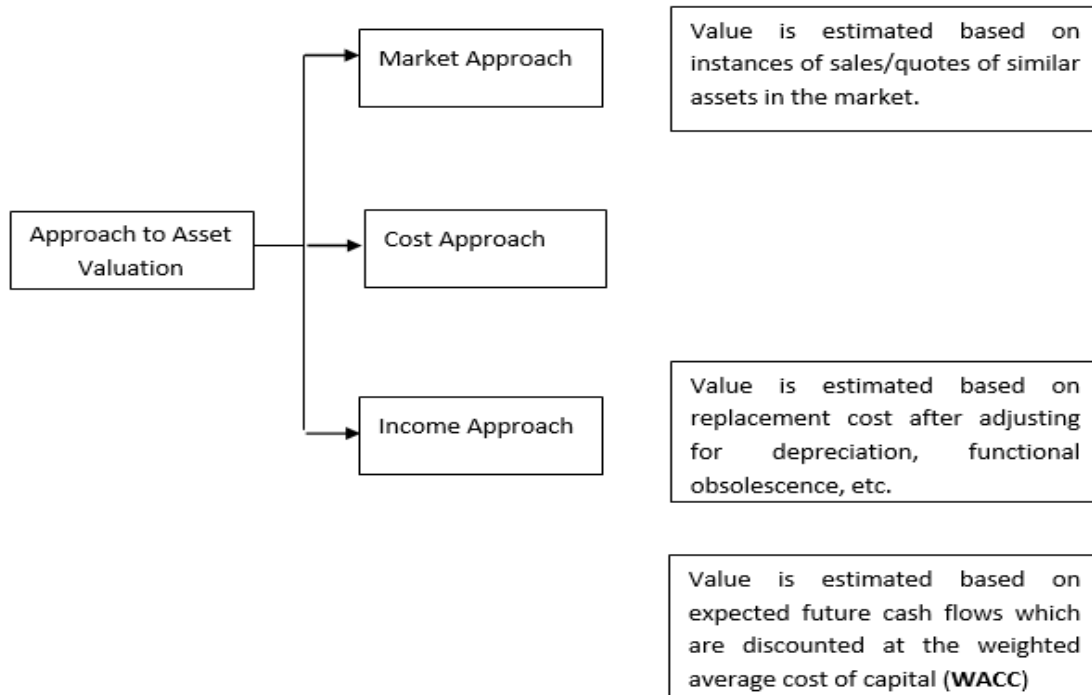 Market Approach
Value is estimated based on
instances of sales/quotes of similar
assets in the market.
Approach to Asset
Valuation
Cost Approach
Income Approach
Value is estimated based on
replacement cost after adjusting
for depreciation, functional
obsolescence, etc.
Value is estimated based on
expected future cash flows which
are discounted at the weighted
average cost of capital (WACC)